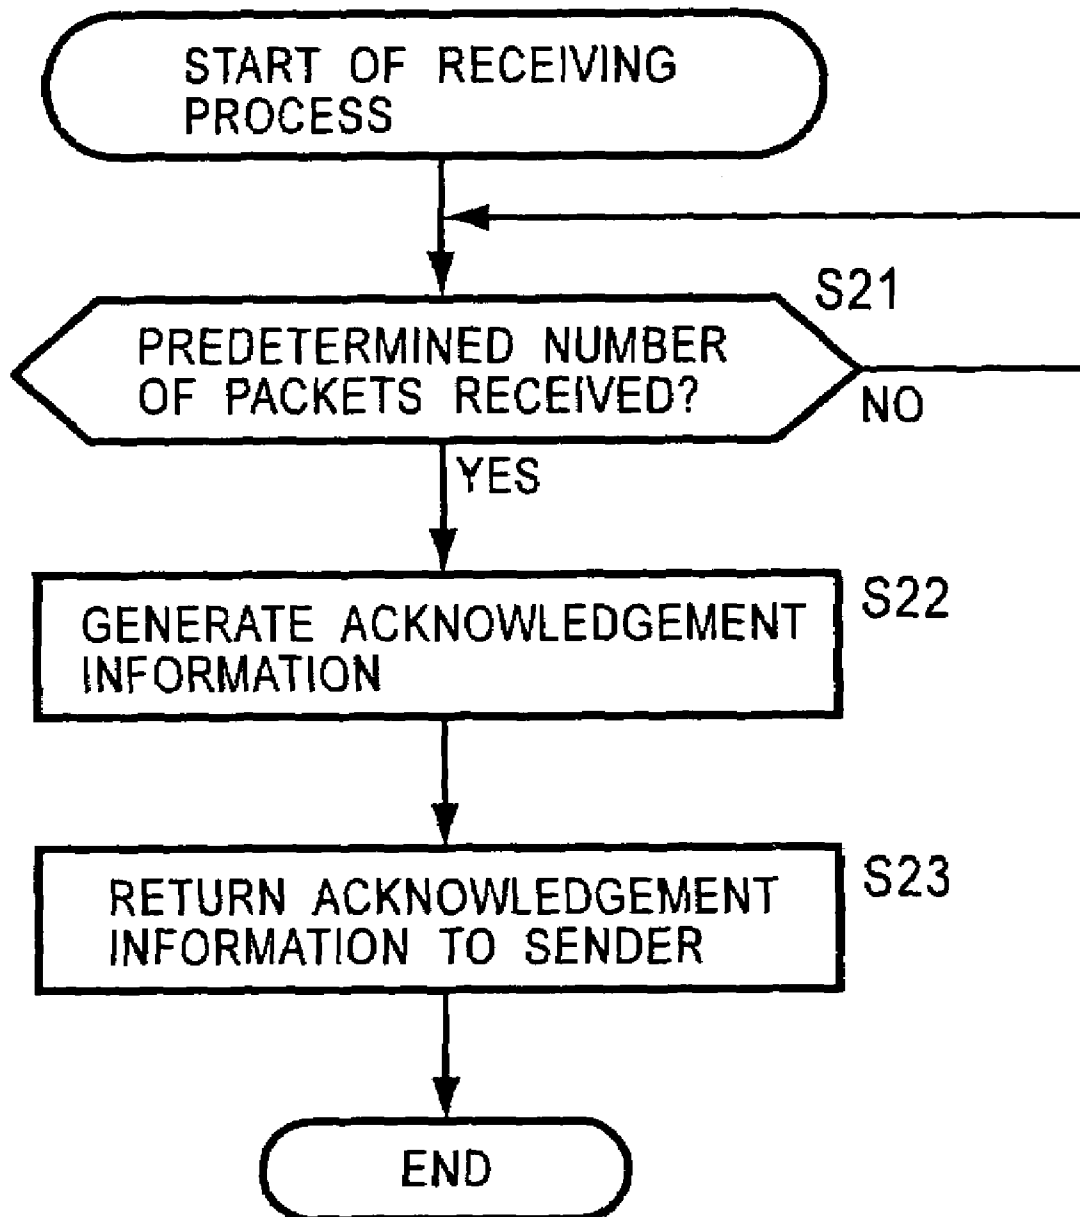 START OF RECEIVING
PROCESS
S21
PREDETERMINED NUMBER
OF PACKETS RECEIVED?
NO
YES
S22
GENERATE ACKNOWLEDGEMENT
INFORMATION
S23
RETURN ACKNOWLEDGEMENT
INFORMATION TO SENDER
END